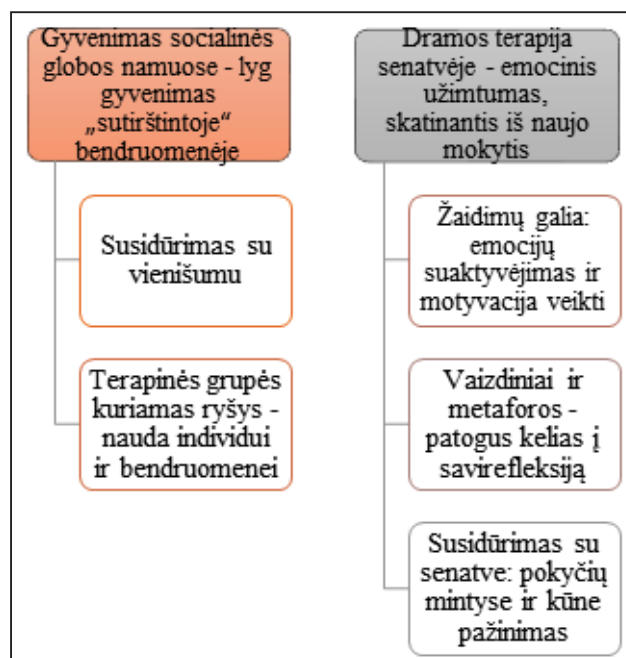 Gyvenimas socialinės
globos namuose - lyg
gyvenimas
„sutirštintoje“
bendruomenėje
Susidūrimas su
vienišumu
Terapinės grupės
kuriamas ryšys -
nauda individui
ir bendruomenei
Dramos terapija
senatvėje - emocinis
užimtumas,
skatinantis iš naujo
mokytis
Žaidimų galia:
emocijų
suaktyvėjimas ir
motyvacija veikti
Vaizdiniai ir
metaforos -
patogus kelias į
savirefleksiją
Susidūrimas su
senatve: pokyčių
mintyse ir kūne
pažinimas